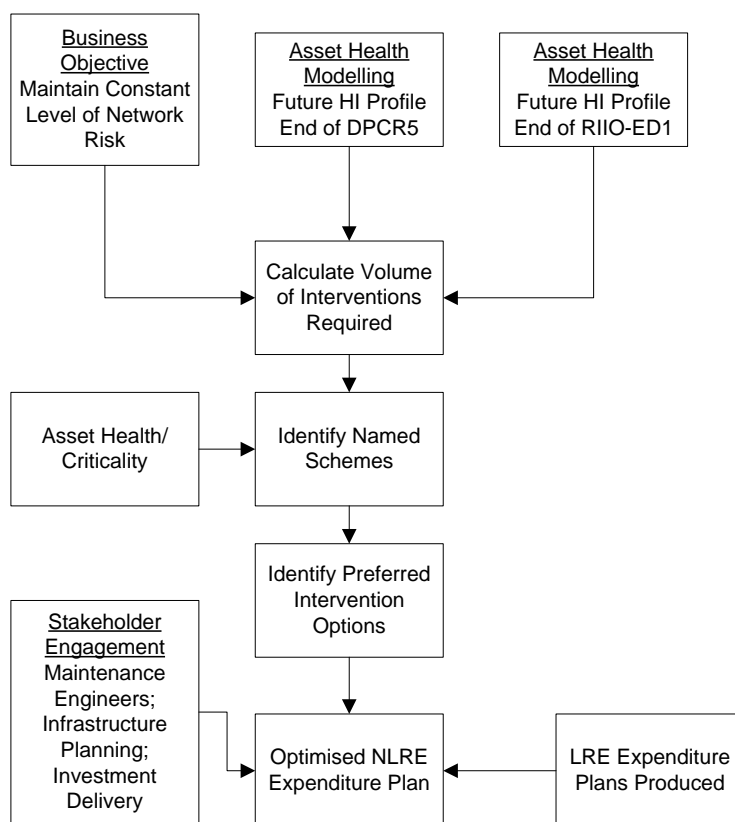 Business
Objective
Maintain Constant
Level of Network
Risk
Asset Health
Modelling
Future HI Profile
End of DPCR5
Asset Health
Modelling
Future HI Profile
End of RIIO-ED1
Calculate Volume
of Interventions
Required
Asset Health/
Criticality
Identify Named
Schemes
Identify Preferred
Intervention
Options
Stakeholder
Engagement
Maintenance
Engineers;
Infrastructure
Planning;
Investment
Delivery
Optimised NLRE
Expenditure Plan
LRE Expenditure
Plans Produced